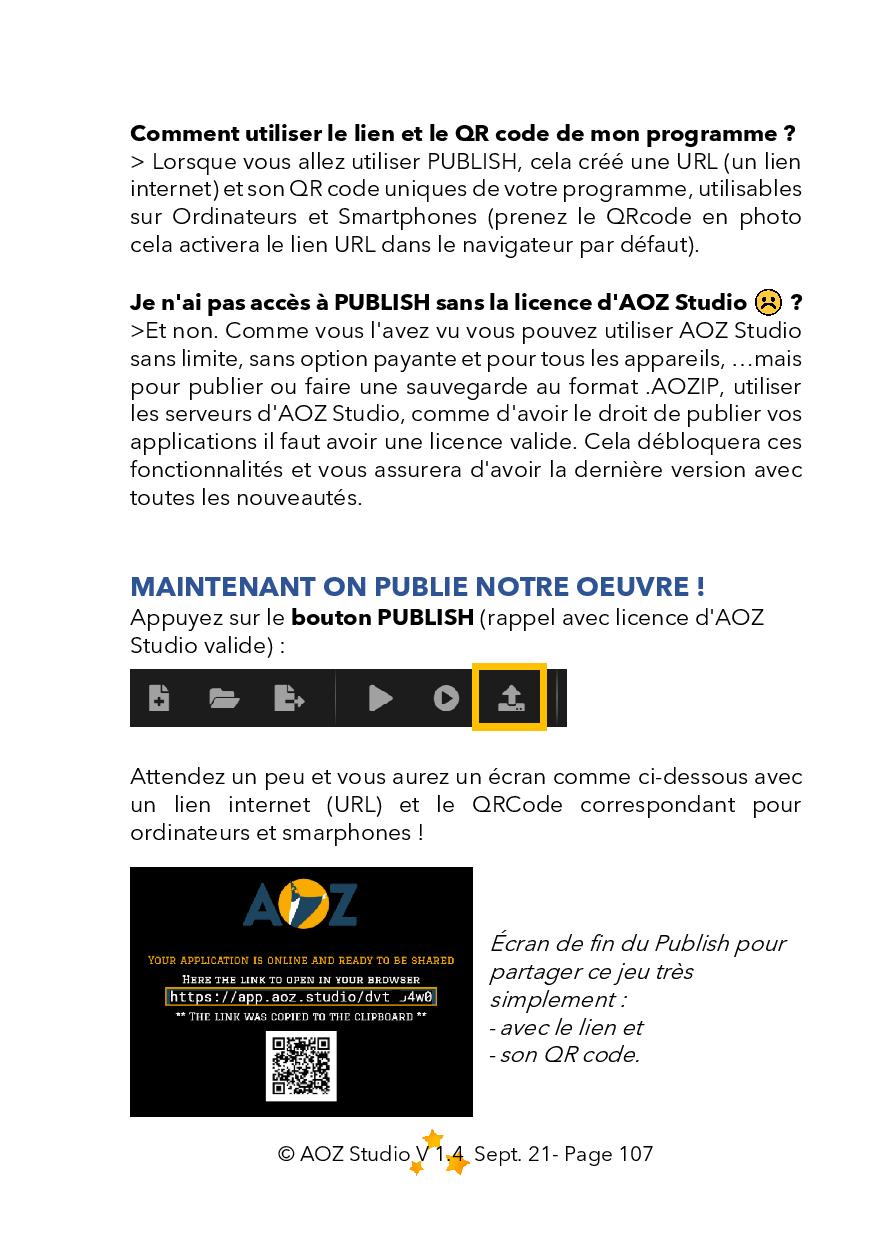 Comment utiliser le lien et le QR code de mon programme ?
> Lorsque vous allez utiliser PUBLISH, cela créé une URL (un lien
internet) et son QR code uniques de votre programme, utilisables
sur Ordinateurs et Smartphones (prenez le QRcode en photo
cela activera le lien URL dans le navigateur par défaut).
Je n'ai pas accès à PUBLISH sans la licence d'AOZ Studio ☹ ?
>Et non. Comme vous l'avez vu vous pouvez utiliser AOZ Studio
sans limite, sans option payante et pour tous les appareils, …mais
pour publier ou faire une sauvegarde au format .AOZIP, utiliser
les serveurs d'AOZ Studio, comme d'avoir le droit de publier vos
applications il faut avoir une licence valide. Cela débloquera ces
fonctionnalités et vous assurera d'avoir la dernière version avec
toutes les nouveautés.
MAINTENANT ON PUBLIE NOTRE OEUVRE !
Appuyez sur le bouton PUBLISH (rappel avec licence d'AOZ
Studio valide) :
Attendez un peu et vous aurez un écran comme ci-dessous avec
un lien internet (URL) et le QRCode correspondant pour
ordinateurs et smarphones !
AOZ
YOUR APPLICATION IS ONLINE AND READY TO BE SHARED
HERE THE LINK TO OPEN IN YOUR BROWSER
https://app.aoz.studio/dvt
** THE LINK WAS COPIED TO THE CLIPBOARD **
Écran de fin du Publish pour
partager ce jeu très
simplement :
- avec le lien et
- son QR code.
© AOZ Studio V 1.4 Sept. 21- Page 107